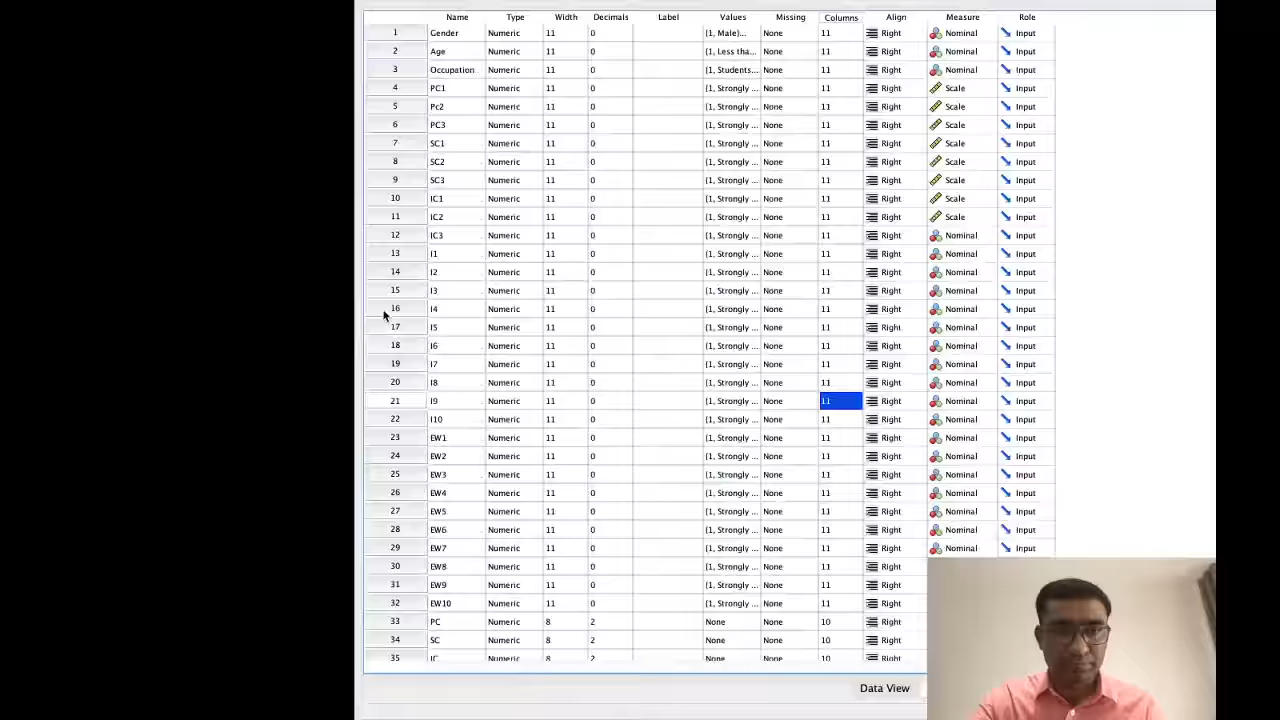 Name Type Width Decimals Label Values Missing Columns Align Measure Role
1 Gender Numeric 11 0 {1, Male}... None 11 Right Nominal Input
2 Age Numeric 11 0 {1, Less tha... None 11 Right Nominal Input
3 Occupation Numeric 11 0 {1, Students... None 11 Right Nominal Input
4 PC1 Numeric 11 0 {1, Strongly ... None 11 Right Scale Input
5 Pc2 Numeric 11 0 {1, Strongly ... None 11 Right Scale Input
6 PC3 Numeric 11 0 {1, Strongly ... None 11 Right Scale Input
7 SC1 Numeric 11 0 {1, Strongly ... None 11 Right Scale Input
8 SC2 Numeric 11 0 {1, Strongly ... None 11 Right Scale Input
9 SC3 Numeric 11 0 {1, Strongly ... None 11 Right Scale Input
10 IC1 Numeric 11 0 {1, Strongly ... None 11 Right Scale Input
11 IC2 Numeric 11 0 {1, Strongly ... None 11 Right Scale Input
12 IC3 Numeric 11 0 {1, Strongly ... None 11 Right Nominal Input
13 I1 Numeric 11 0 {1, Strongly ... None 11 Right Nominal Input
14 I2 Numeric 11 0 {1, Strongly ... None 11 Right Nominal Input
15 I3 Numeric 11 0 {1, Strongly ... None 11 Right Nominal Input
16 I4 Numeric 11 0 {1, Strongly ... None 11 Right Nominal Input
17 I5 Numeric 11 0 {1, Strongly ... None 11 Right Nominal Input
18 I6 Numeric 11 0 {1, Strongly ... None 11 Right Nominal Input
19 I7 Numeric 11 0 {1, Strongly ... None 11 Right Nominal Input
20 I8 Numeric 11 0 {1, Strongly ... None 11 Right Nominal Input
21 I9 Numeric 11 0 {1, Strongly ... None 11 Right Nominal Input
22 I10 Numeric 11 0 {1, Strongly ... None 11 Right Nominal Input
23 EW1 Numeric 11 0 {1, Strongly ... None 11 Right Nominal Input
24 EW2 Numeric 11 0 {1, Strongly ... None 11 Right Nominal Input
25 EW3 Numeric 11 0 {1, Strongly ... None 11 Right Nominal Input
26 EW4 Numeric 11 0 {1, Strongly ... None 11 Right Nominal Input
27 EW5 Numeric 11 0 {1, Strongly ... None 11 Right Nominal Input
28 EW6 Numeric 11 0 {1, Strongly ... None 11 Right Nominal Input
29 EW7 Numeric 11 0 {1, Strongly ... None 11 Right Nominal Input
30 EW8 Numeric 11 0 {1, Strongly ... None 11 Right
31 EW9 Numeric 11 0 {1, Strongly ... None 11 Right
32 EW10 Numeric 11 0 {1, Strongly ... None 11 Right
33 PC Numeric 8 2 None None 10 Right
34 SC Numeric 8 2 None None 10 Right
35 IC Numeric 8 2 None None 10 Right
Data View